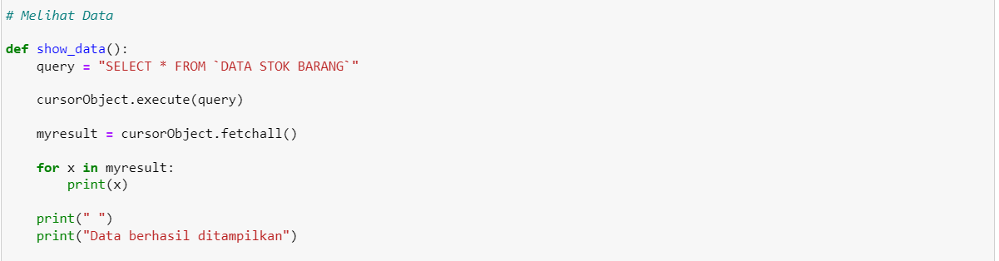 # Melihat Data
def show_data():
    query = "SELECT * FROM `DATA STOK BARANG`"
    cursorObject.execute(query)
    myresult = cursorObject.fetchall()
    for x in myresult:
        print(x)
    print(" ")
    print("Data berhasil ditampilkan")